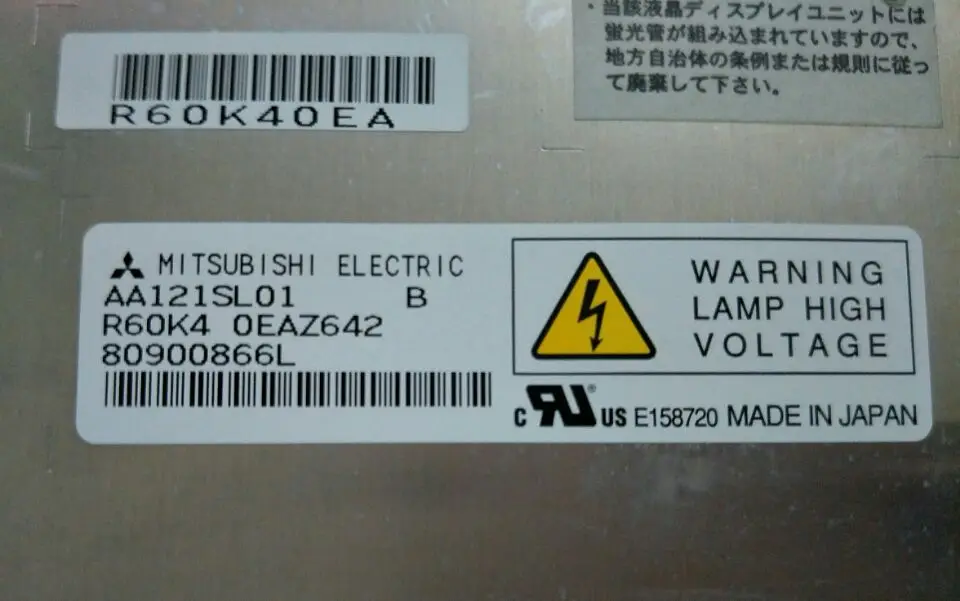 ・当該液晶ディスプレイユニットには
蛍光管が組み込まれていますので、
地方自治体の条例または規則に従っ
て廃棄して下さい。
R60K40EA
MITSUBISHI ELECTRIC
AA121SL01 B
R60K4 0EAZ642
80900866L
WARNING
LAMP HIGH
VOLTAGE
c RU® US E158720 MADE IN JAPAN